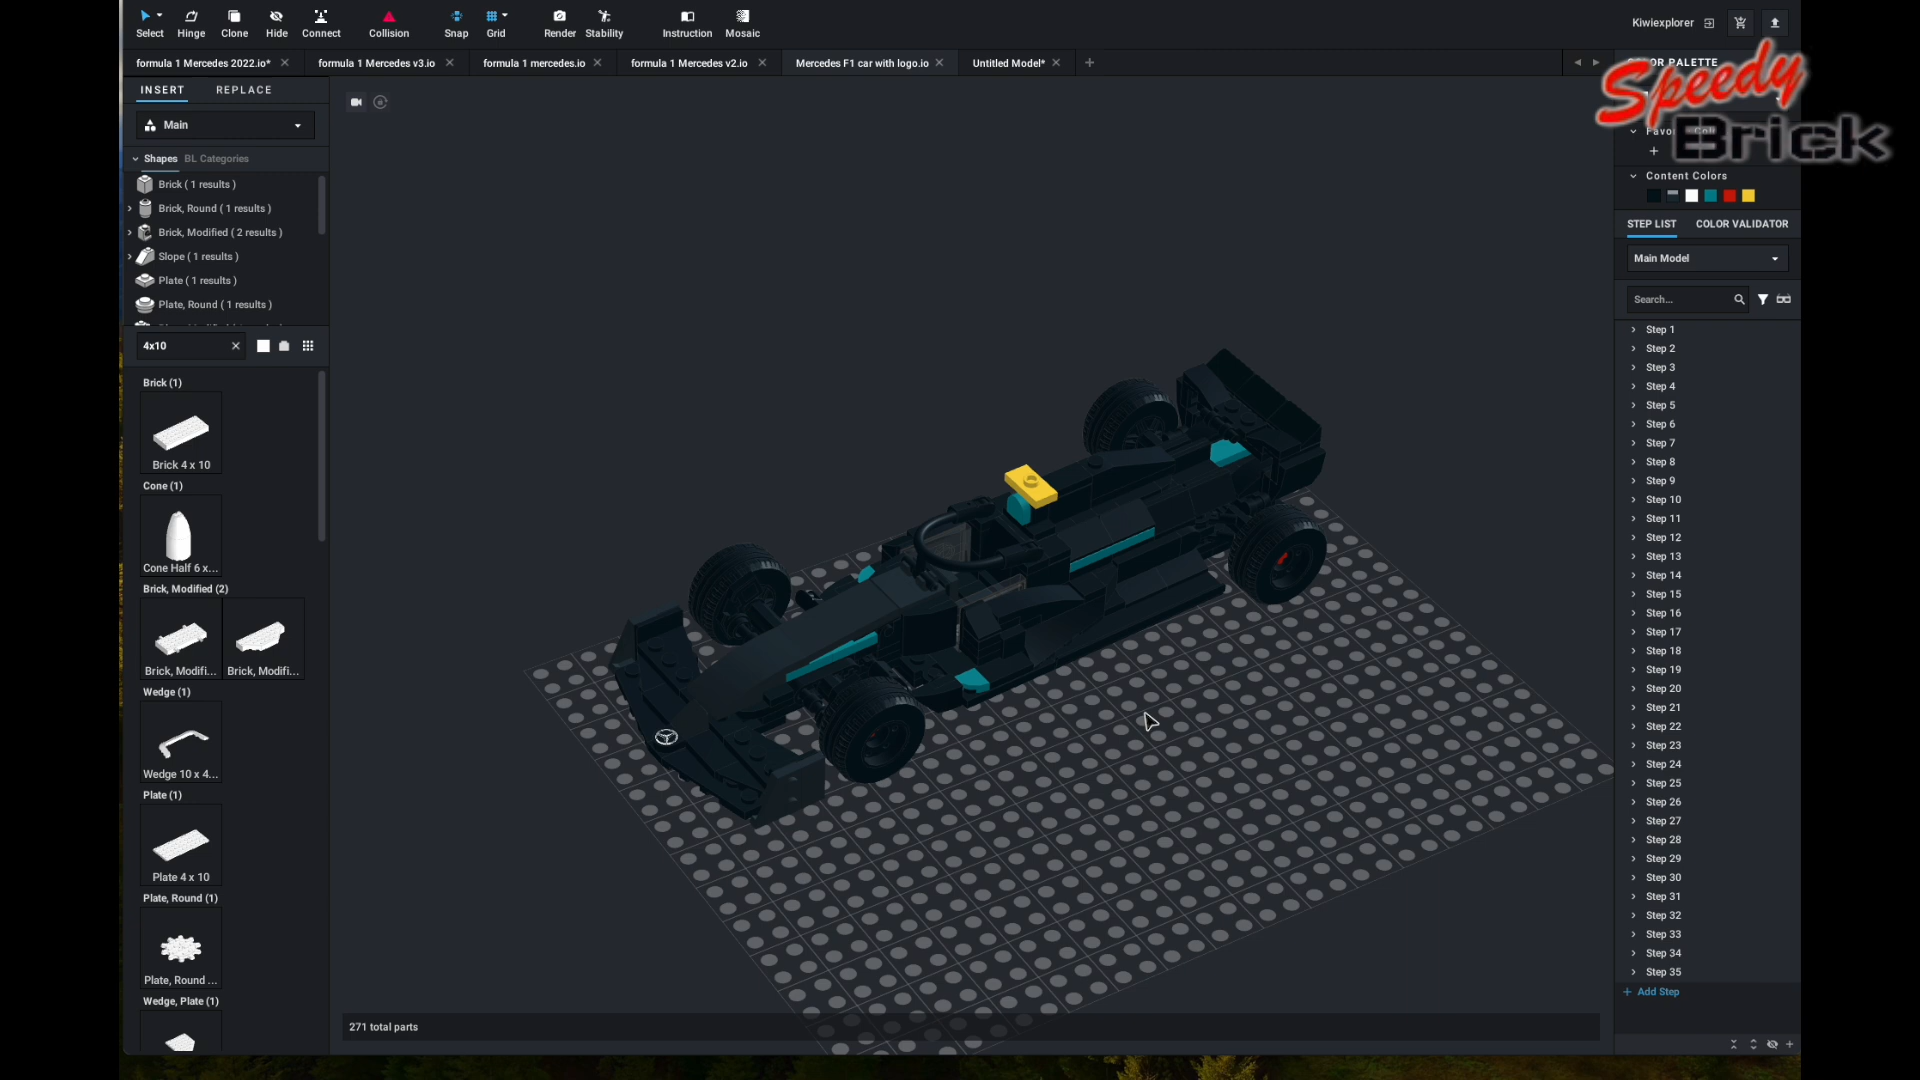 Select Hinge Clone Hide Connect Collision Snap Grid Render Stability Instruction Mosaic
Kiwiexplorer
formula 1 Mercedes 2022.io*
formula 1 Mercedes v3.io
formula 1 mercedes.io
formula 1 Mercedes v2.io
Mercedes F1 car with logo.io
Untitled Model*
INSERT REPLACE
Main
Shapes BL Categories
Brick ( 1 results )
Brick, Round ( 1 results )
Brick, Modified ( 2 results )
Slope ( 1 results )
Plate ( 1 results )
Plate, Round ( 1 results )
4x10
Brick (1)
Brick 4 x 10
Cone (1)
Cone Half 6 x...
Brick, Modified (2)
Brick, Modifi... Brick, Modifi...
Wedge (1)
Wedge 10 x 4...
Plate (1)
Plate 4 x 10
Plate, Round (1)
Plate, Round ...
Wedge, Plate (1)
271 total parts
PALETTE
Speedy
Brick
Content Colors
STEP LIST COLOR VALIDATOR
Main Model
Search...
Step 1
Step 2
Step 3
Step 4
Step 5
Step 6
Step 7
Step 8
Step 9
Step 10
Step 11
Step 12
Step 13
Step 14
Step 15
Step 16
Step 17
Step 18
Step 19
Step 20
Step 21
Step 22
Step 23
Step 24
Step 25
Step 26
Step 27
Step 28
Step 29
Step 30
Step 31
Step 32
Step 33
Step 34
Step 35
+ Add Step